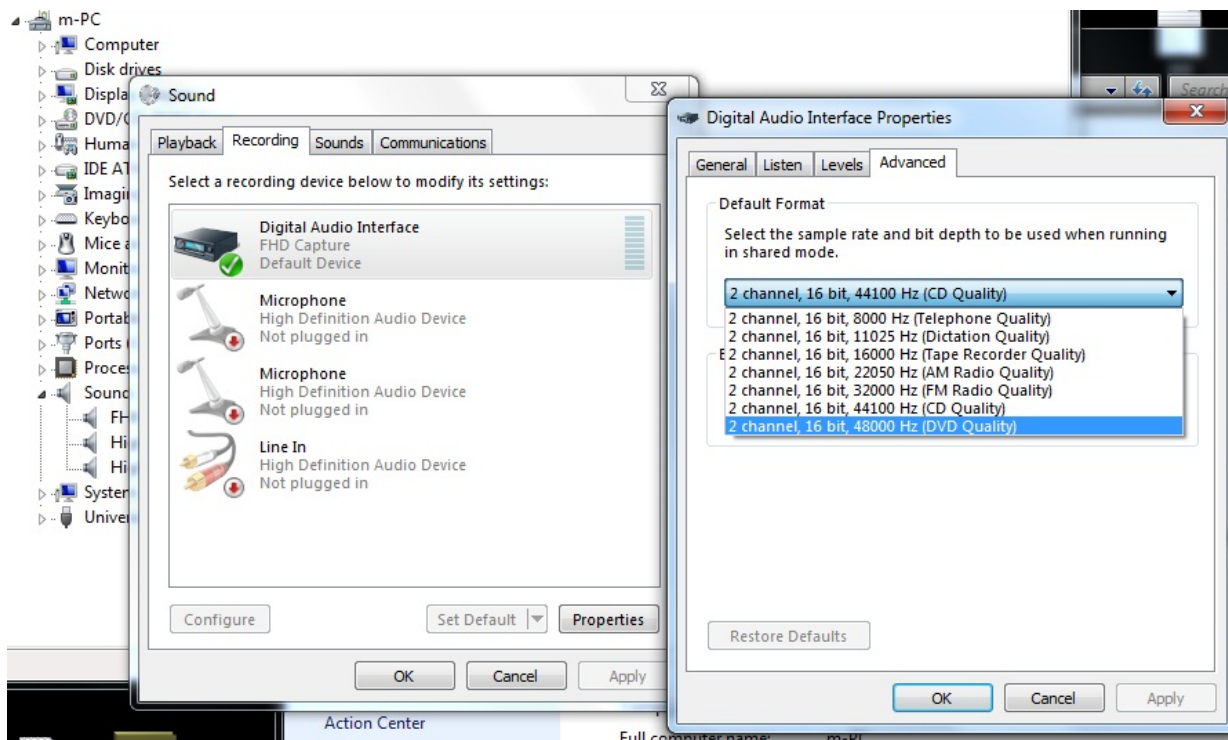 m-PC
Computer
Disk drives
Displa
DVD/
Huma
IDE AT
Imagi
Keybo
Mice a
Monit
Netwo
Portab
Ports
Proces
Sound
FH
Hi
Hi
System
Univer
Sound
Playback
Recording
Sounds
Communications
Select a recording device below to modify its settings:
Digital Audio Interface
FHD Capture
Default Device
Microphone
High Definition Audio Device
Not plugged in
Microphone
High Definition Audio Device
Not plugged in
Line In
High Definition Audio Device
Not plugged in
Configure
Set Default
Properties
OK
Cancel
Apply
Search
Digital Audio Interface Properties
General
Listen
Levels
Advanced
Default Format
Select the sample rate and bit depth to be used when running
in shared mode.
2 channel, 16 bit, 44100 Hz (CD Quality)
2 channel, 16 bit, 8000 Hz (Telephone Quality)
2 channel, 16 bit, 11025 Hz (Dictation Quality)
2 channel, 16 bit, 16000 Hz (Tape Recorder Quality)
2 channel, 16 bit, 22050 Hz (AM Radio Quality)
2 channel, 16 bit, 32000 Hz (FM Radio Quality)
2 channel, 16 bit, 44100 Hz (CD Quality)
2 channel, 16 bit, 48000 Hz (DVD Quality)
Restore Defaults
OK
Cancel
Apply
Action Center
Full computer name: m-PC